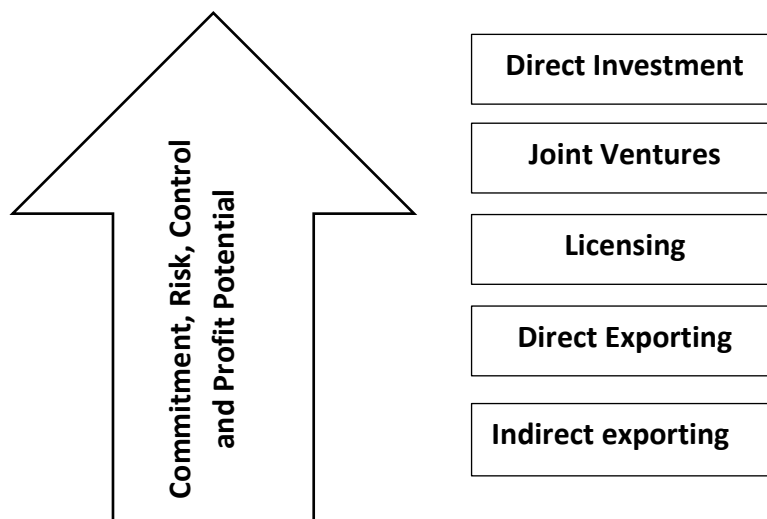 Commitment, Risk, Control
and Profit Potential
Direct Investment
Joint Ventures
Licensing
Direct Exporting
Indirect exporting